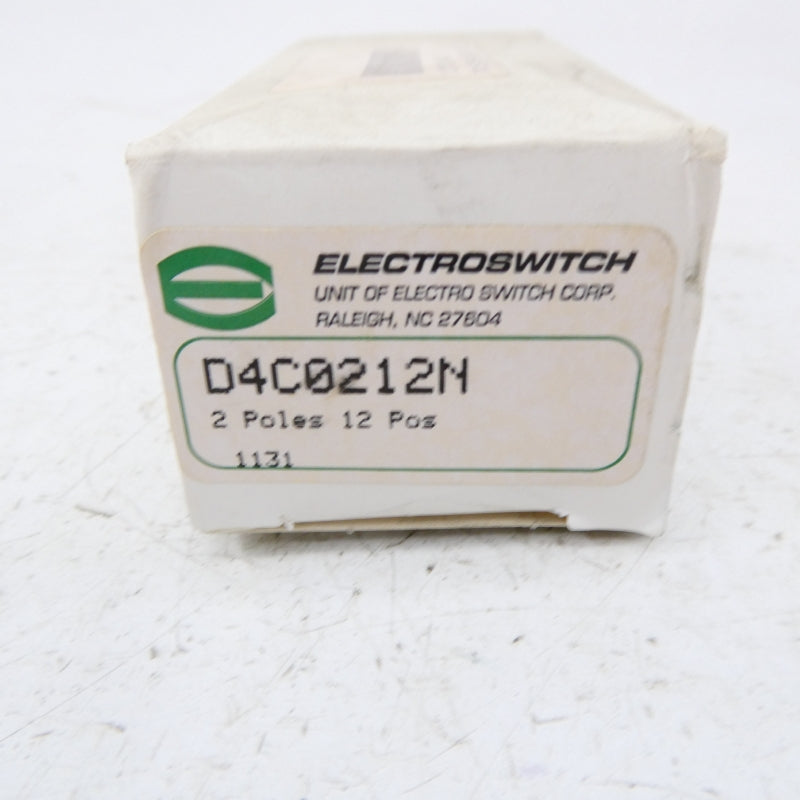 ELECTROSWITCH
UNIT OF ELECTRO SWITCH CORP.
RALEIGH, NC 27604
D4C0212N
2 Poles 12 Pos
1131